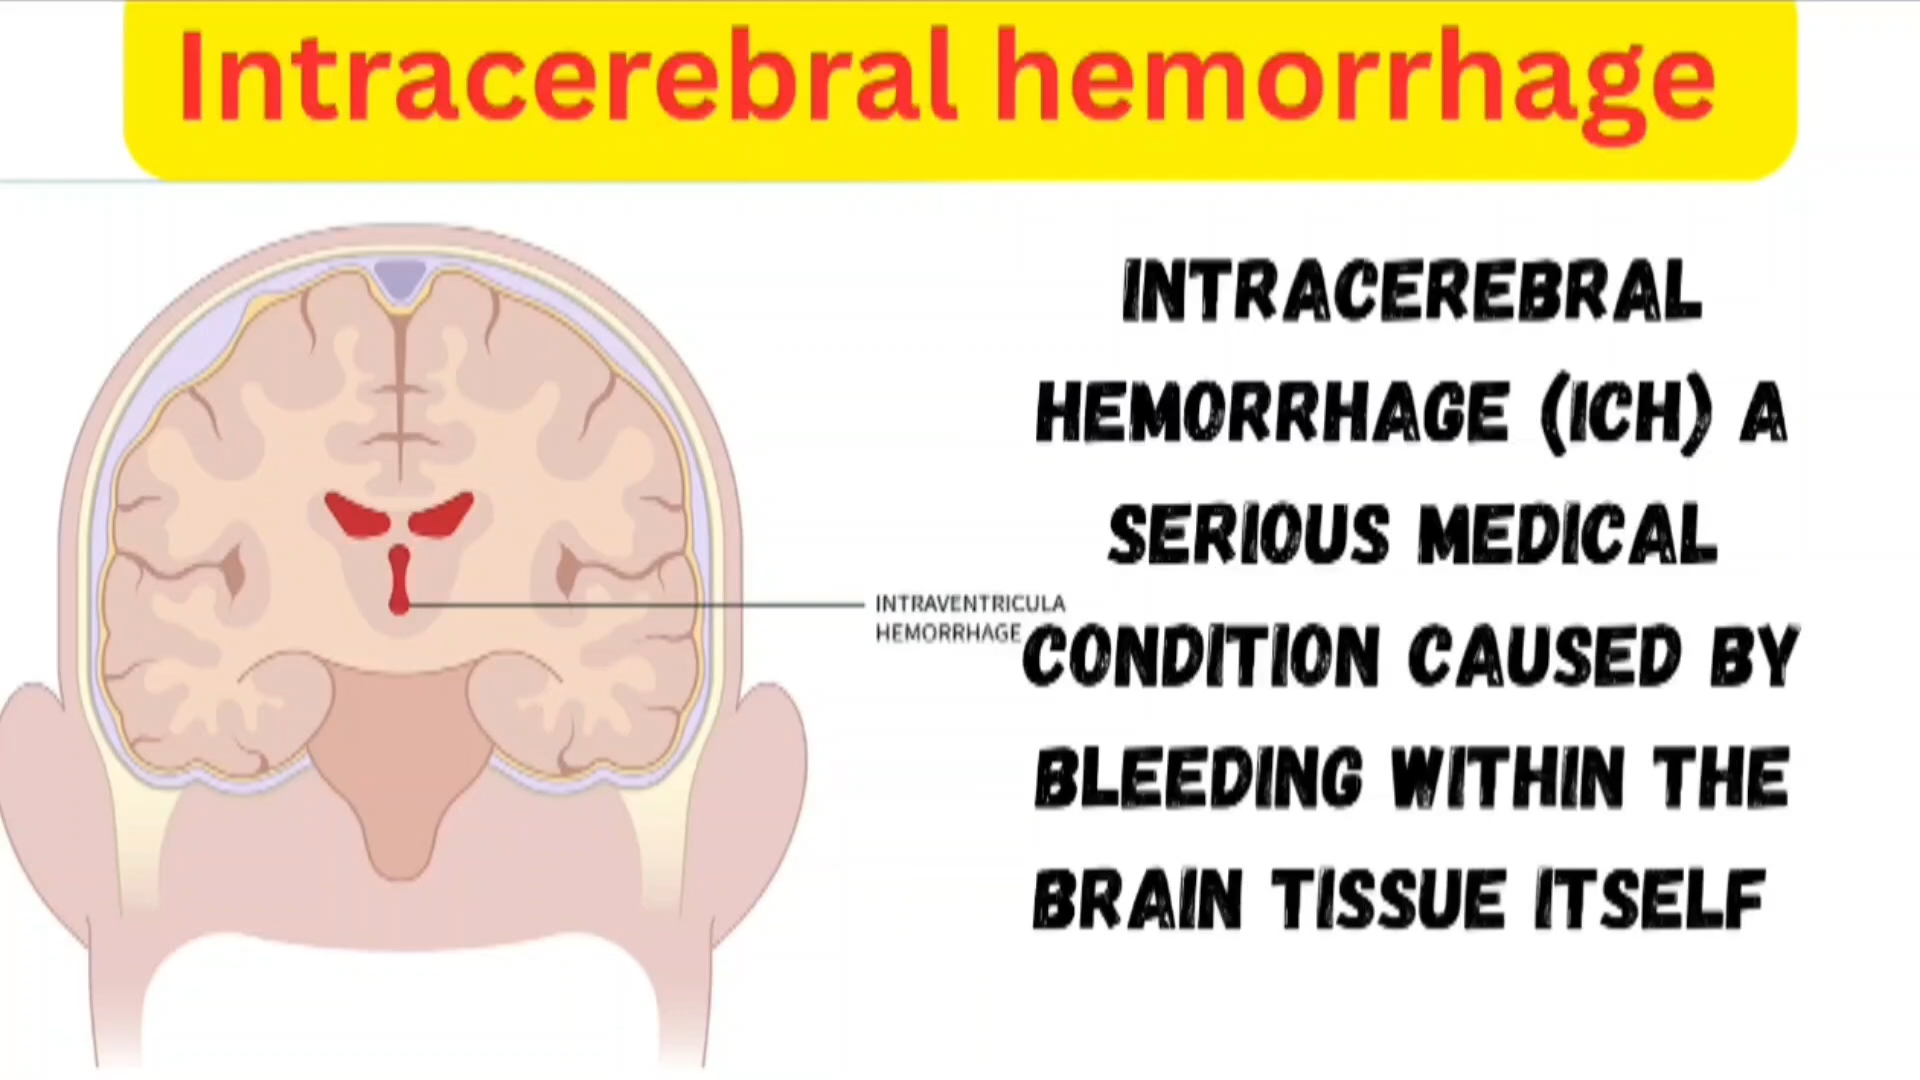 Intracerebral hemorrhage
INTRACEREBRAL
HEMORRHAGE (ICH) A
SERIOUS MEDICAL
INTRAVENTRICULA
HEMORRHAGE
CONDITION CAUSED BY
BLEEDING WITHIN THE
BRAIN TISSUE ITSELF